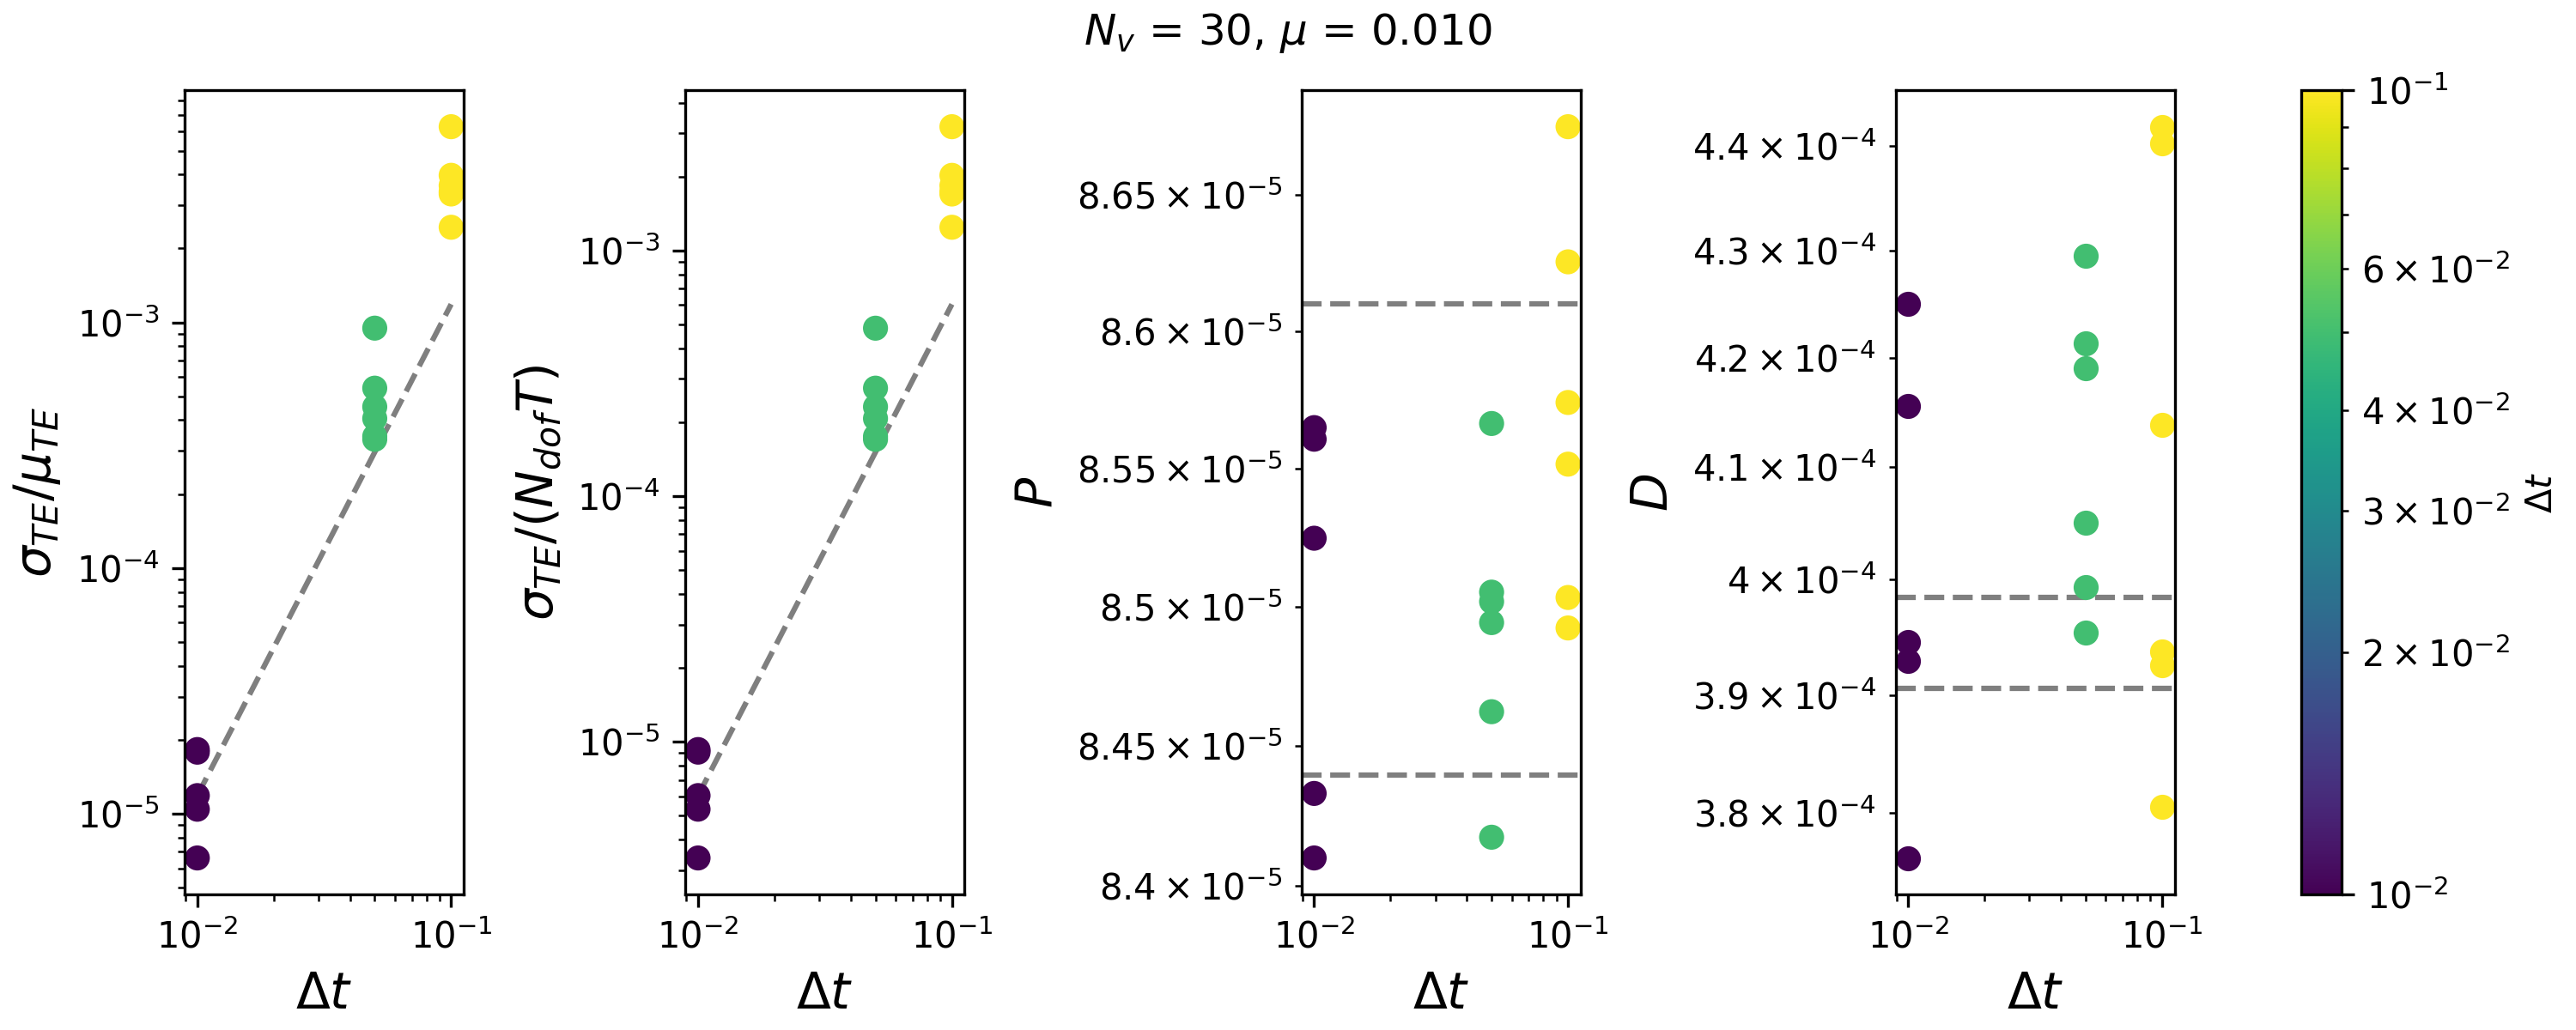 N_v = 30, μ = 0.010
σ_TE/μ_TE
10⁻³
10⁻⁴
10⁻⁵
10⁻² 10⁻¹
Δt
σ_TE/(N_dof T)
10⁻³
10⁻⁴
10⁻⁵
10⁻² 10⁻¹
Δt
P
8.65 × 10⁻⁵
8.6 × 10⁻⁵
8.55 × 10⁻⁵
8.5 × 10⁻⁵
8.45 × 10⁻⁵
8.4 × 10⁻⁵
10⁻² 10⁻¹
Δt
D
4.4 × 10⁻⁴
4.3 × 10⁻⁴
4.2 × 10⁻⁴
4.1 × 10⁻⁴
4 × 10⁻⁴
3.9 × 10⁻⁴
3.8 × 10⁻⁴
10⁻² 10⁻¹
Δt
10⁻¹
6 × 10⁻²
4 × 10⁻²
3 × 10⁻²
2 × 10⁻²
10⁻²
Δt